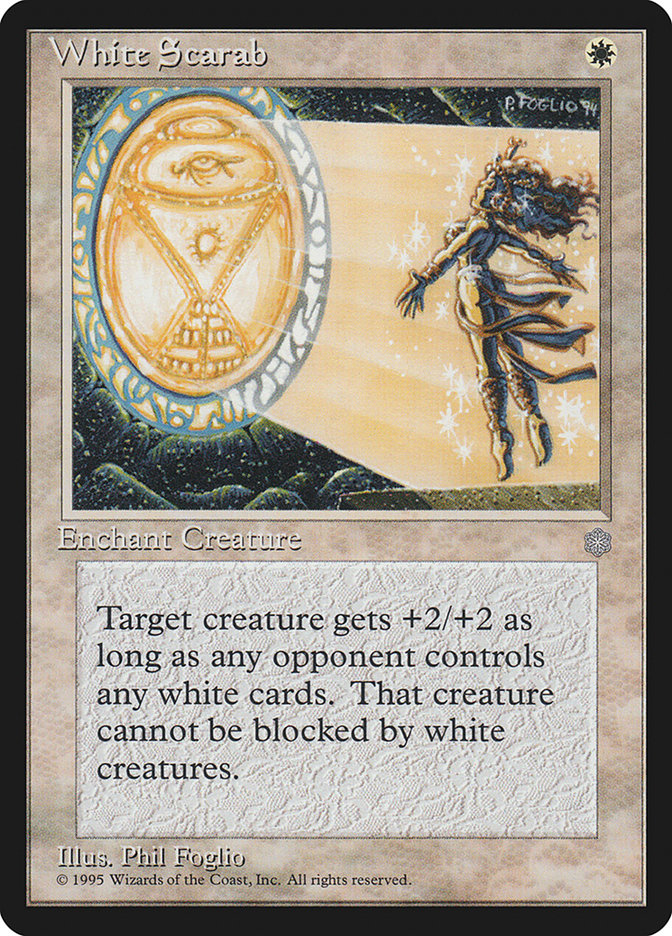 White Scarab
P. FOGLIO 94
Enchant Creature
Target creature gets +2/+2 as
long as any opponent controls
any white cards. That creature
cannot be blocked by white
creatures.
Illus. Phil Foglio
© 1995 Wizards of the Coast, Inc. All rights reserved.